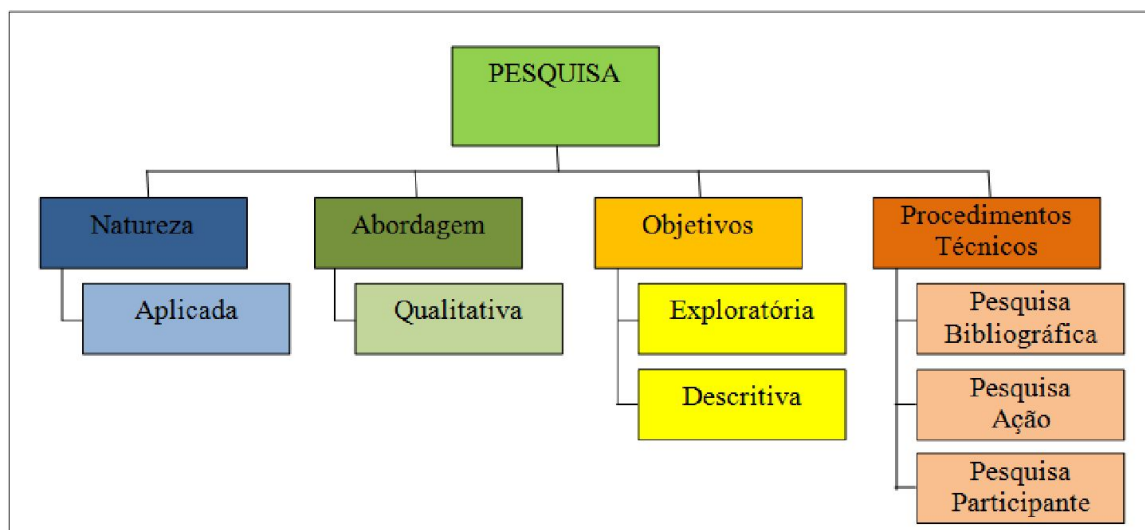 PESQUISA
Natureza
Abordagem
Objetivos
Procedimentos
Técnicos
Aplicada
Qualitativa
Exploratória
Descritiva
Pesquisa
Bibliográfica
Pesquisa
Ação
Pesquisa
Participante